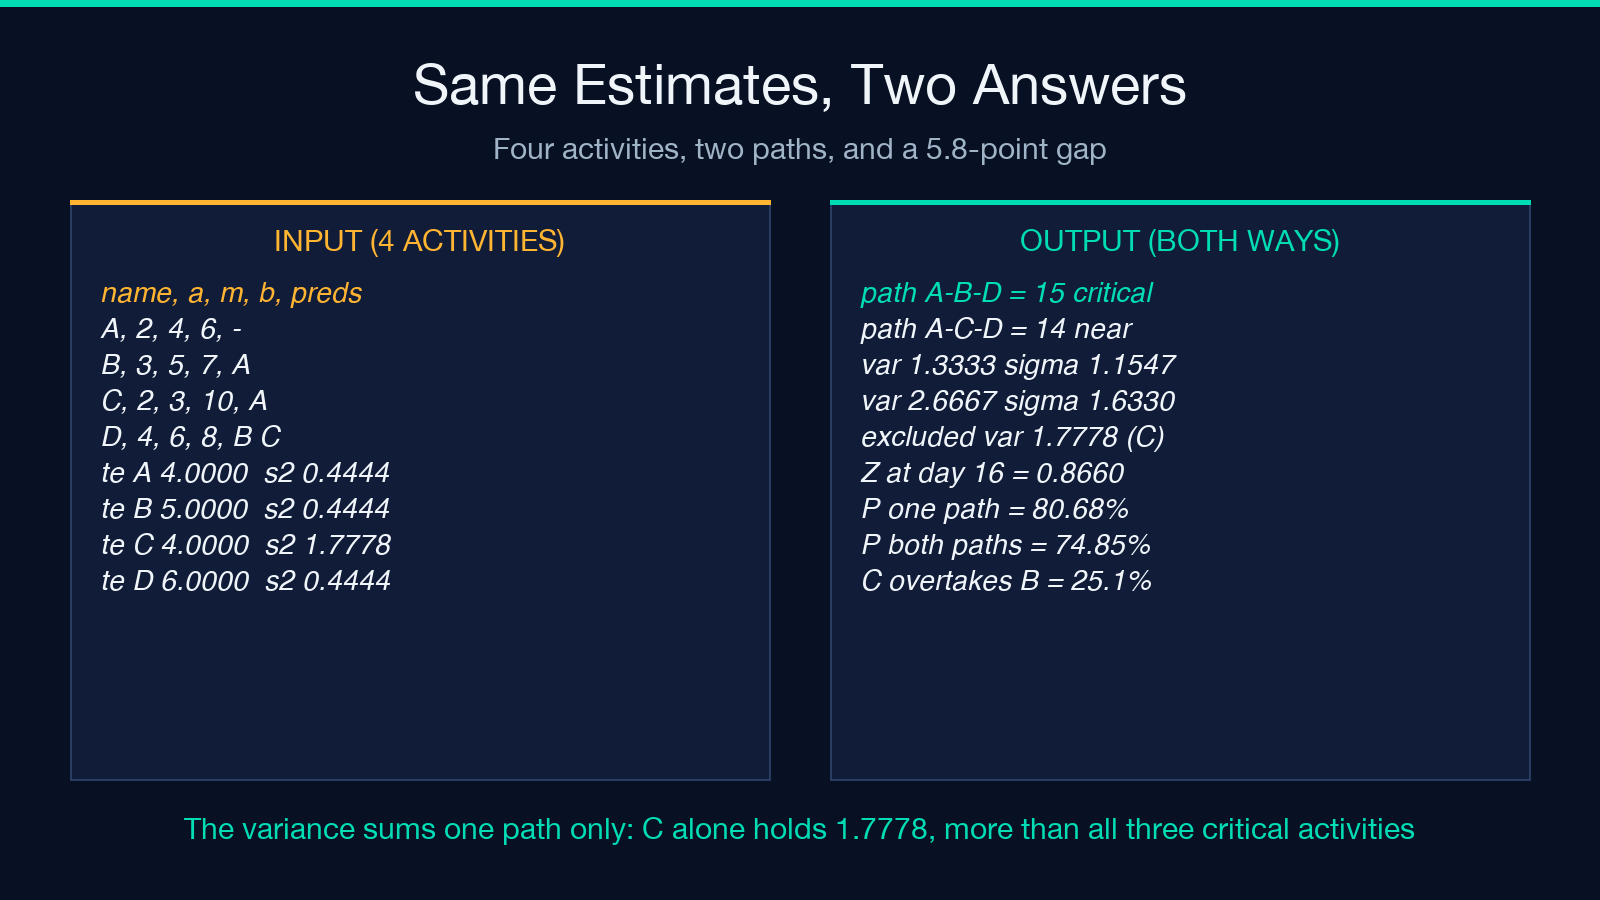 Same Estimates, Two Answers
Four activities, two paths, and a 5.8-point gap
INPUT (4 ACTIVITIES)
name, a, m, b, preds
A, 2, 4, 6, -
B, 3, 5, 7, A
C, 2, 3, 10, A
D, 4, 6, 8, B C
te A 4.0000  s2 0.4444
te B 5.0000  s2 0.4444
te C 4.0000  s2 1.7778
te D 6.0000  s2 0.4444
OUTPUT (BOTH WAYS)
path A-B-D = 15 critical
path A-C-D = 14 near
var 1.3333 sigma 1.1547
var 2.6667 sigma 1.6330
excluded var 1.7778 (C)
Z at day 16 = 0.8660
P one path = 80.68%
P both paths = 74.85%
C overtakes B = 25.1%
The variance sums one path only: C alone holds 1.7778, more than all three critical activities